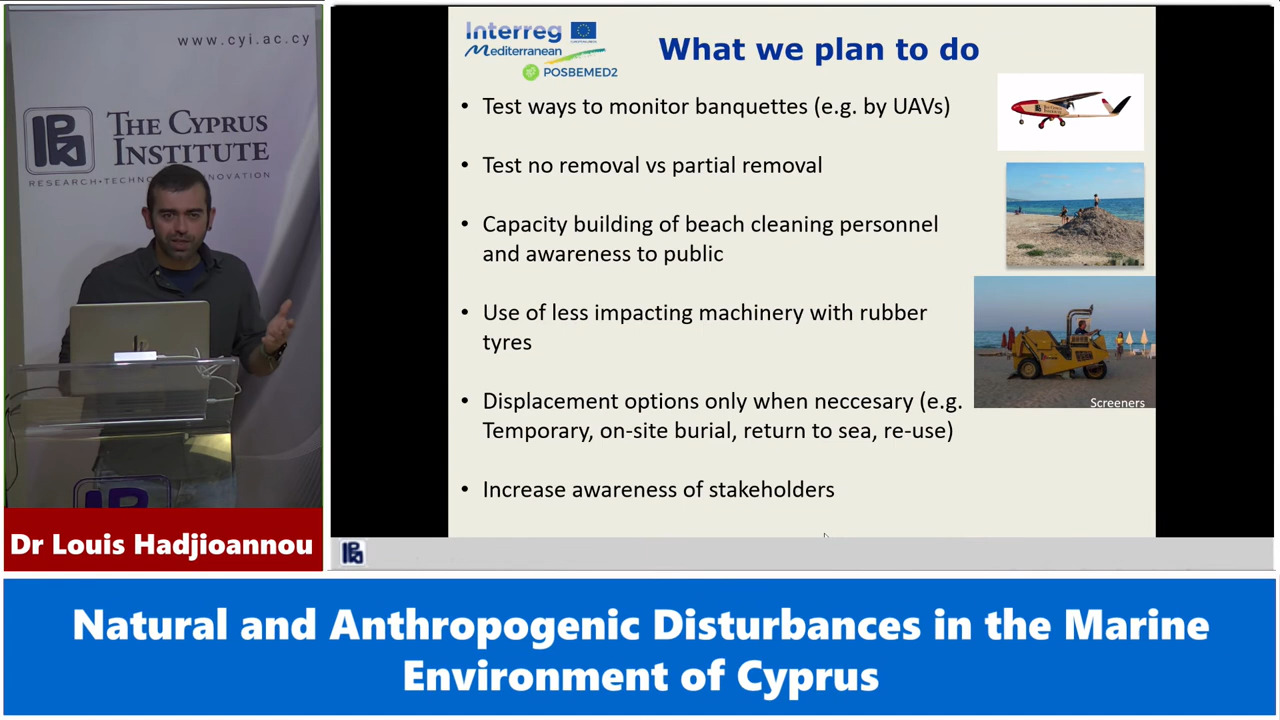 www.cyi.ac.cy
THE CYPRUS
INSTITUTE
Dr Louis Hadjioannou
Interreg
Mediterranean
POSBEMED2
What we plan to do
• Test ways to monitor banquettes (e.g. by UAVs)
• Test no removal vs partial removal
• Capacity building of beach cleaning personnel
and awareness to public
• Use of less impacting machinery with rubber
tyres
• Displacement options only when neccesary (e.g.
Temporary, on-site burial, return to sea, re-use)
• Increase awareness of stakeholders
Screeners
Natural and Anthropogenic Disturbances in the Marine
Environment of Cyprus